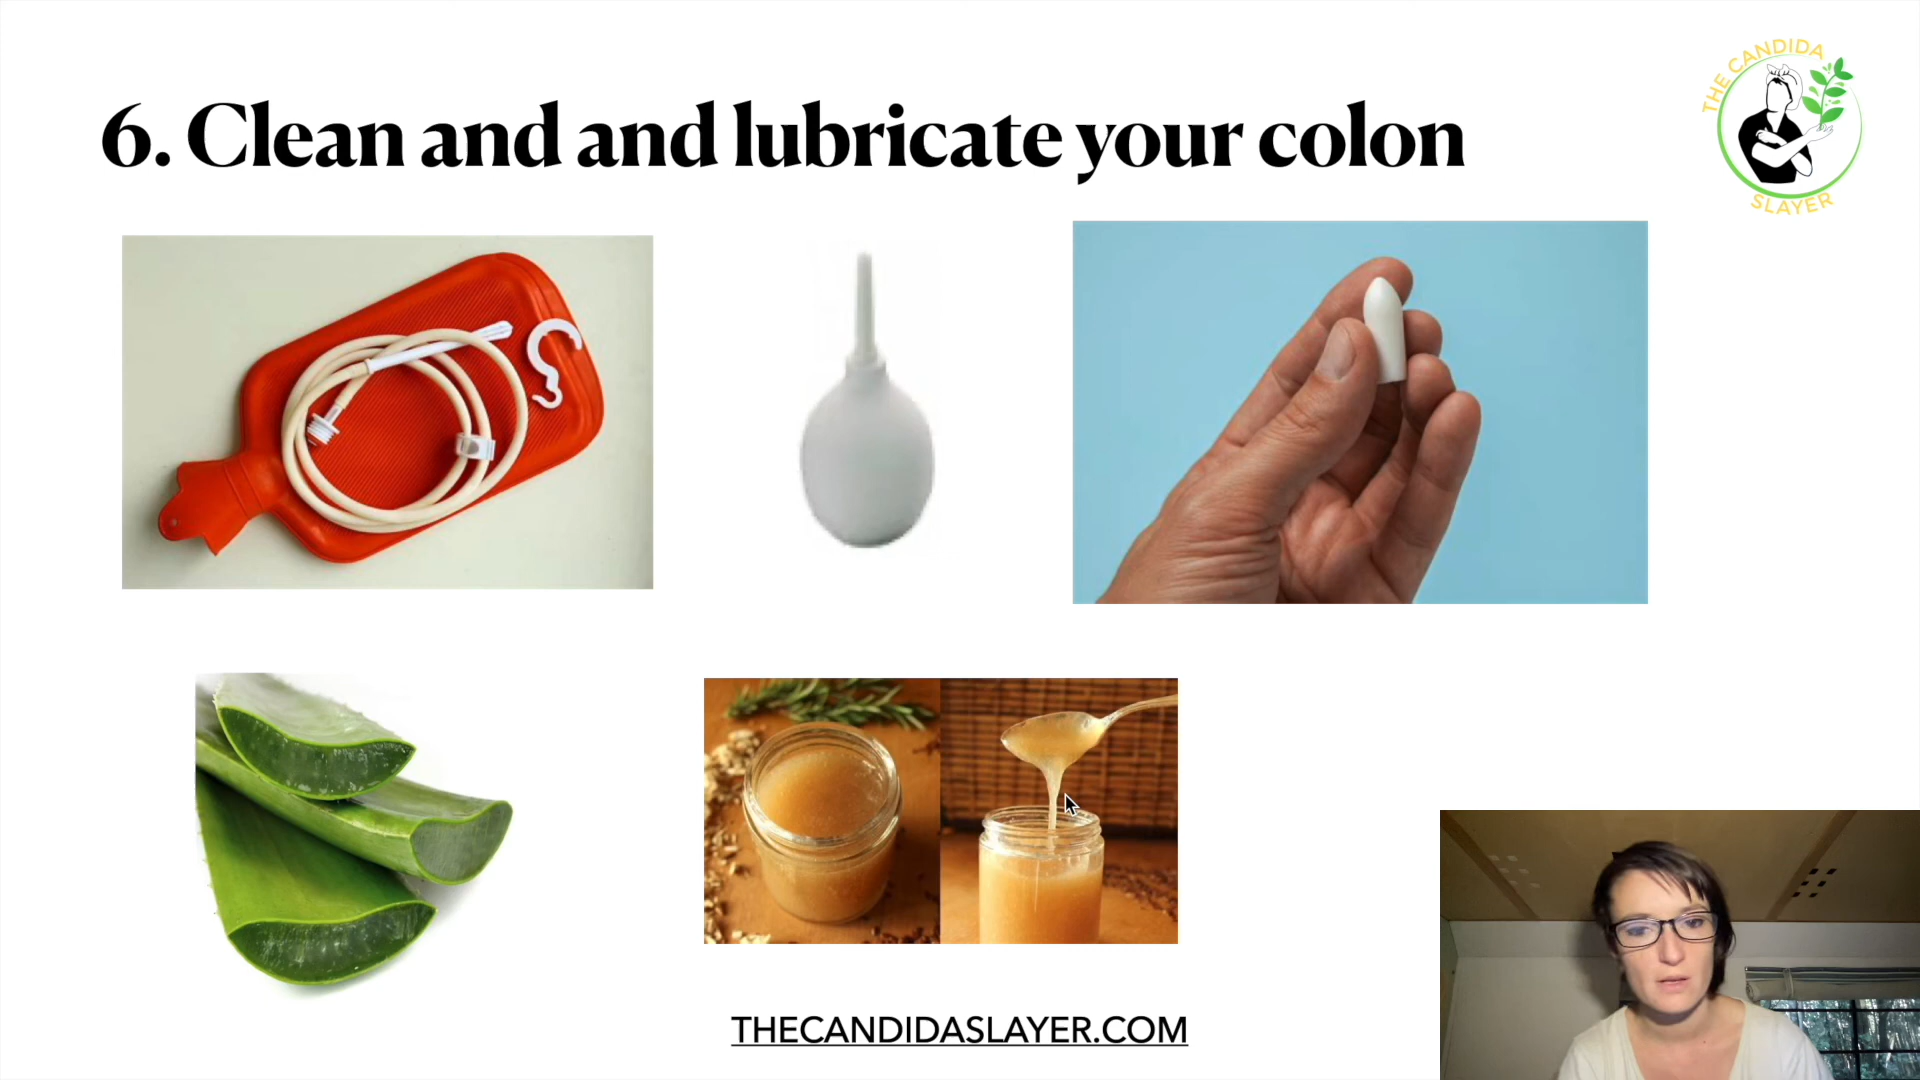 6. Clean and and lubricate your colon
THE CANDIDA
SLAYER
THECANDIDASLAYER.COM